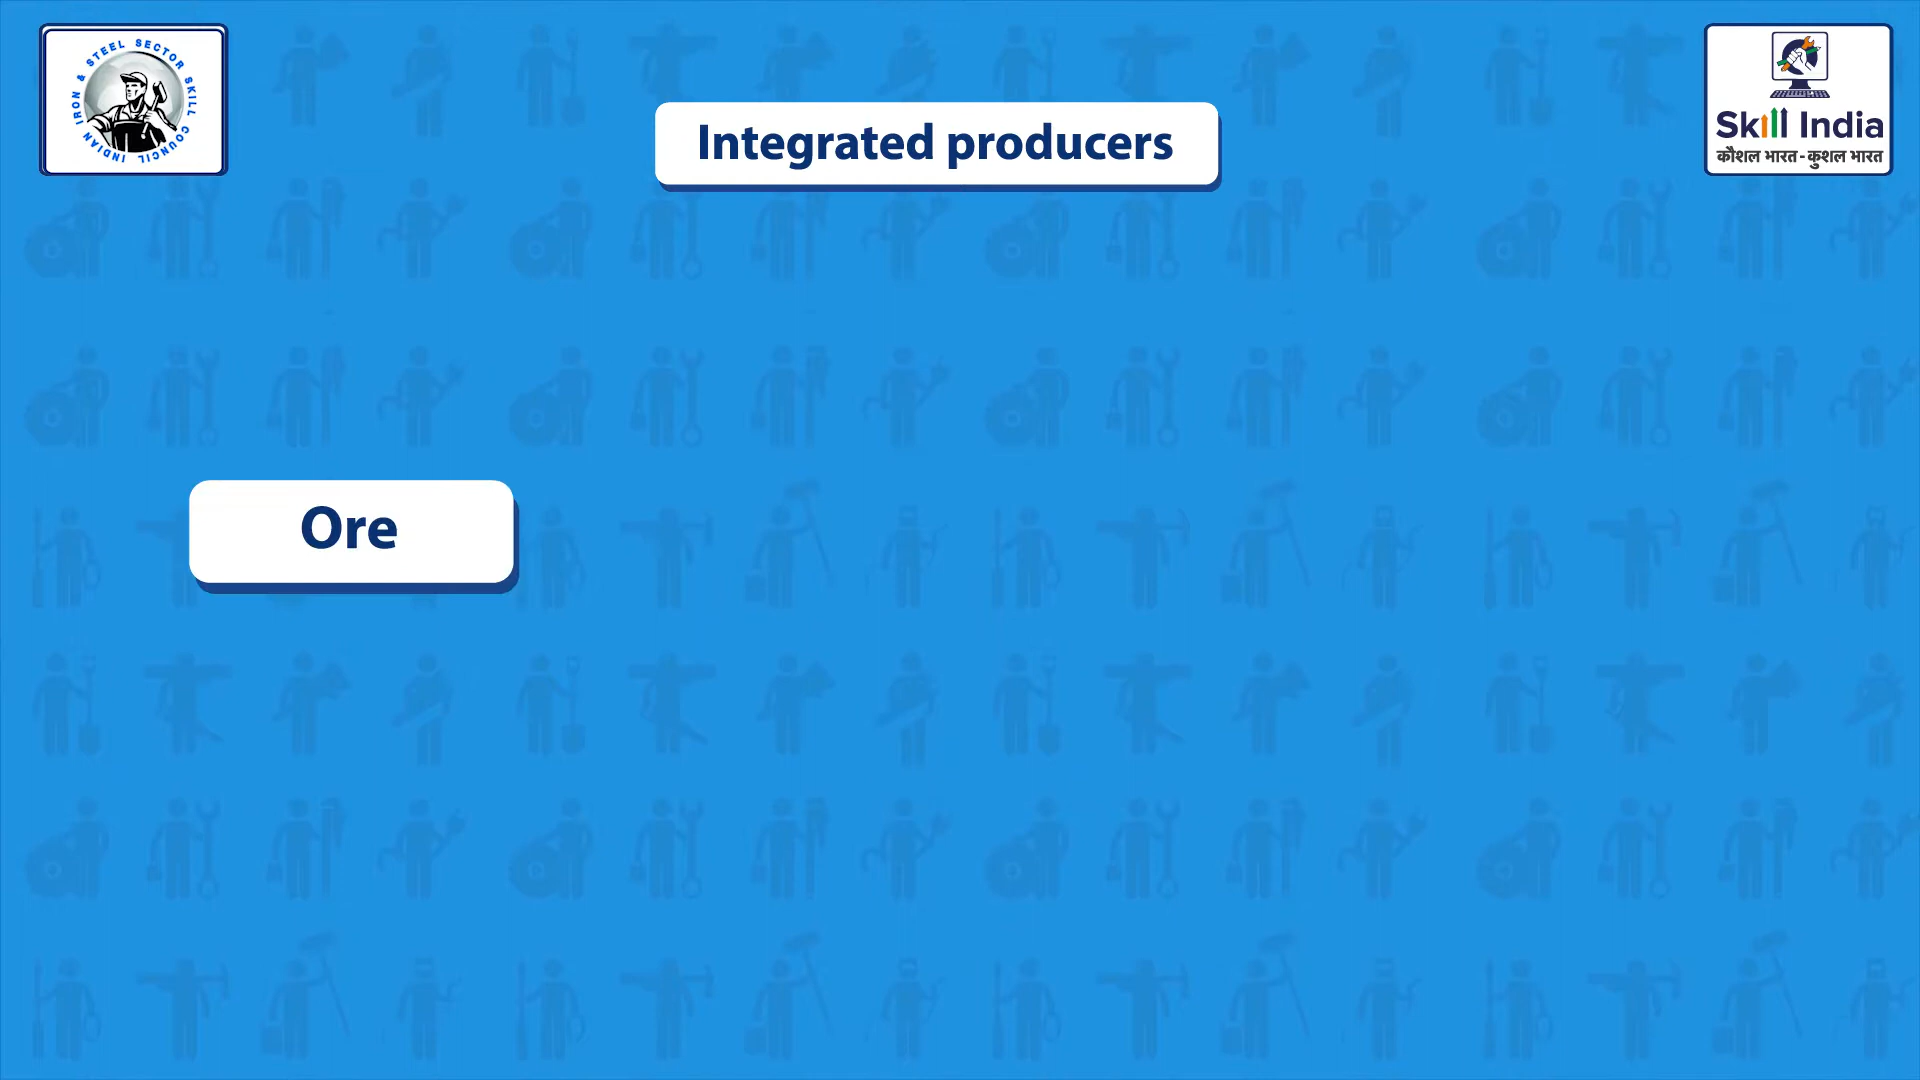 INDIAN IRON & STEEL SECTOR SKILL COUNCIL
Integrated producers
Skill India
कौशल भारत - कुशल भारत
Ore